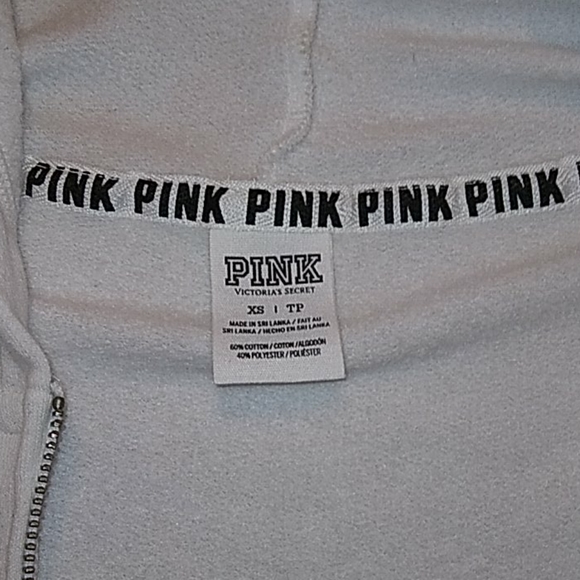 PINK PINK PINK PINK PINK
PINK
VICTORIA'S SECRET
XS | TP
MADE IN SRI LANKA / FAIT AU
SRI LANKA / HECHO EN SRI LANKA
60% COTTON / COTON / ALGODÓN
40% POLYESTER / POLIÉSTER